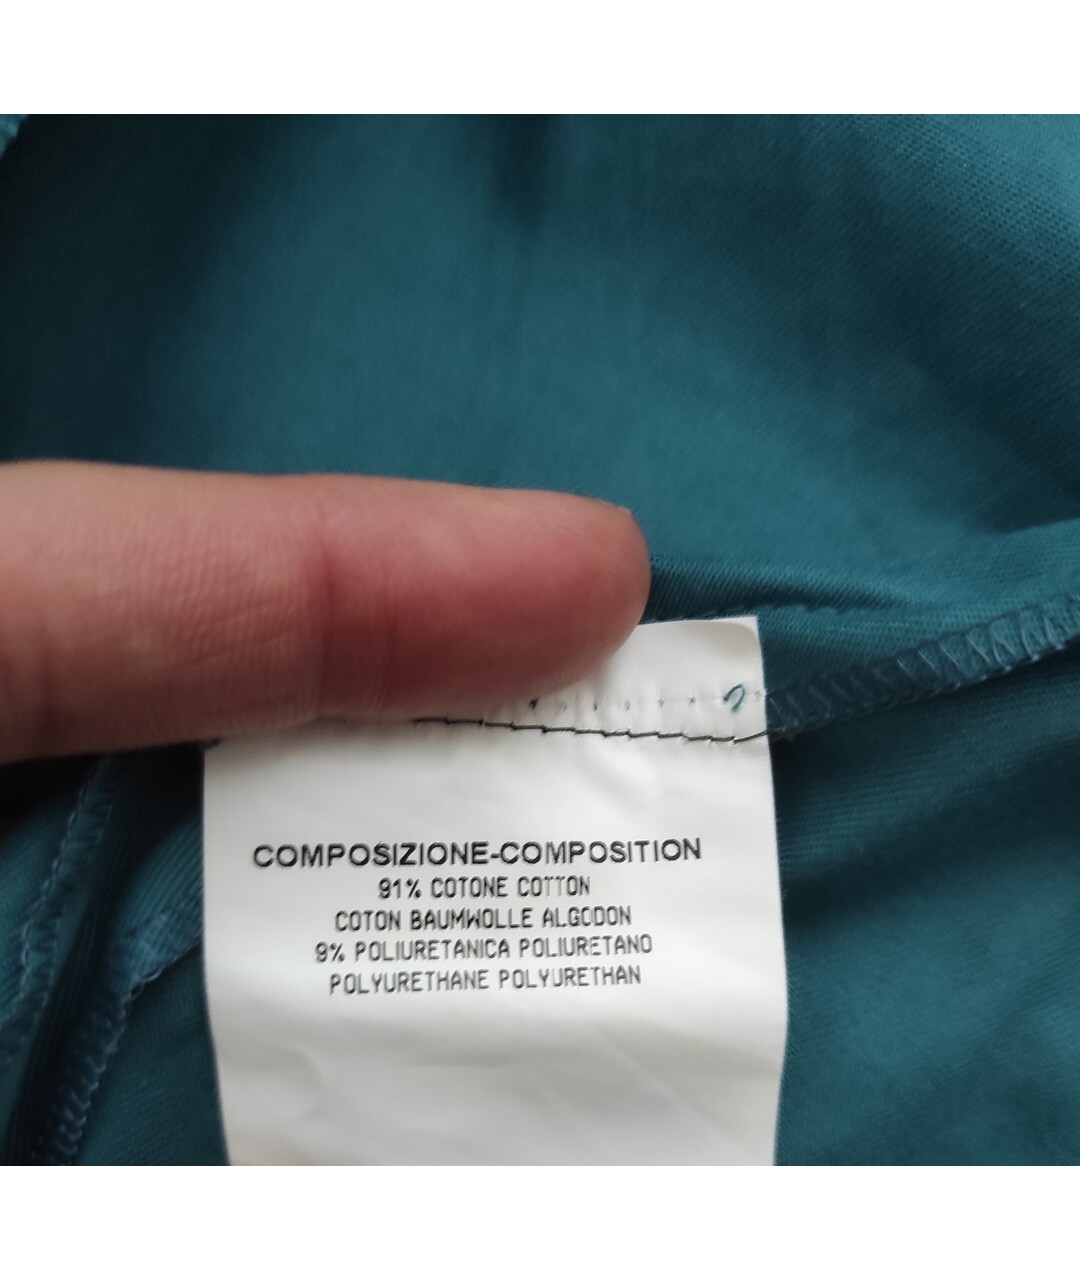 COMPOSIZIONE-COMPOSITION
91% COTONE COTTON
COTON BAUMWOLLE ALGODON
9% POLIURETANICA POLIURETANO
POLYURETHANE POLYURETHAN